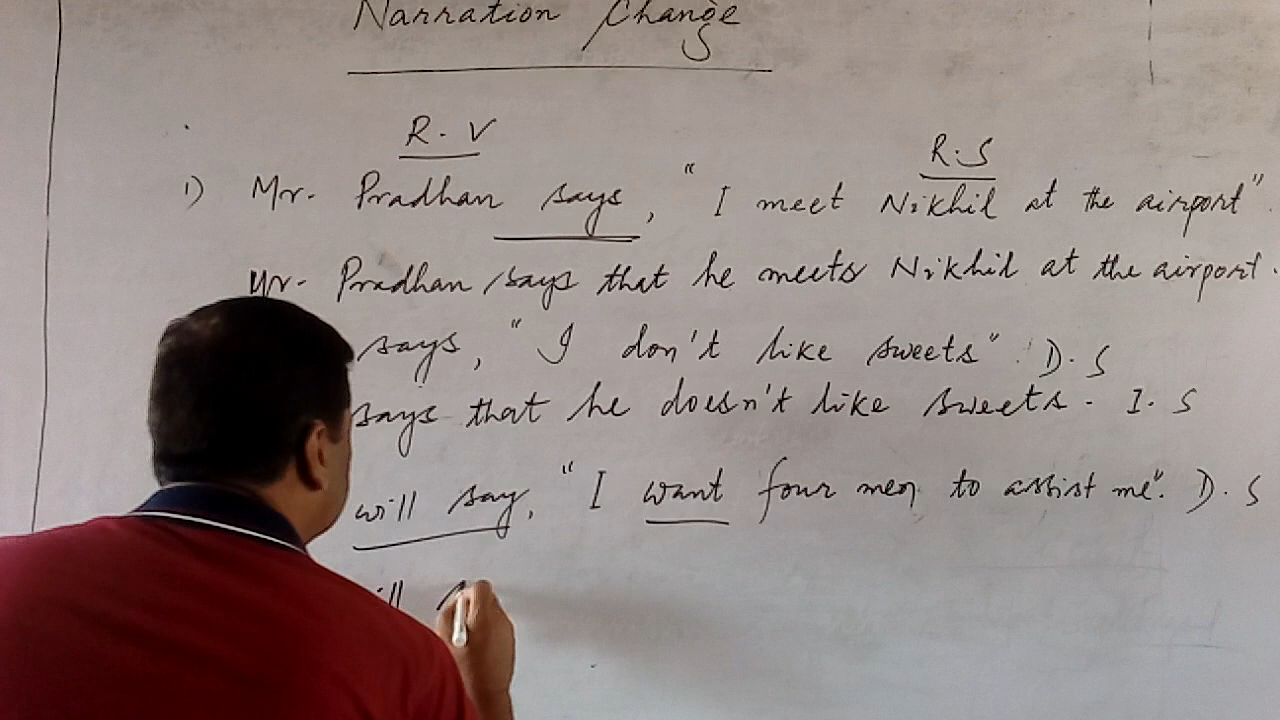 Narration Change
R. V
R.S
1) Mr. Pradhan says, "I meet Nikhil at the airport".
Mr. Pradhan says that he meets Nikhil at the airport.
says, "I don't like sweets". D. S
says that he doesn't like sweets. I. S
will say, "I want four men to assist me". D. S
will